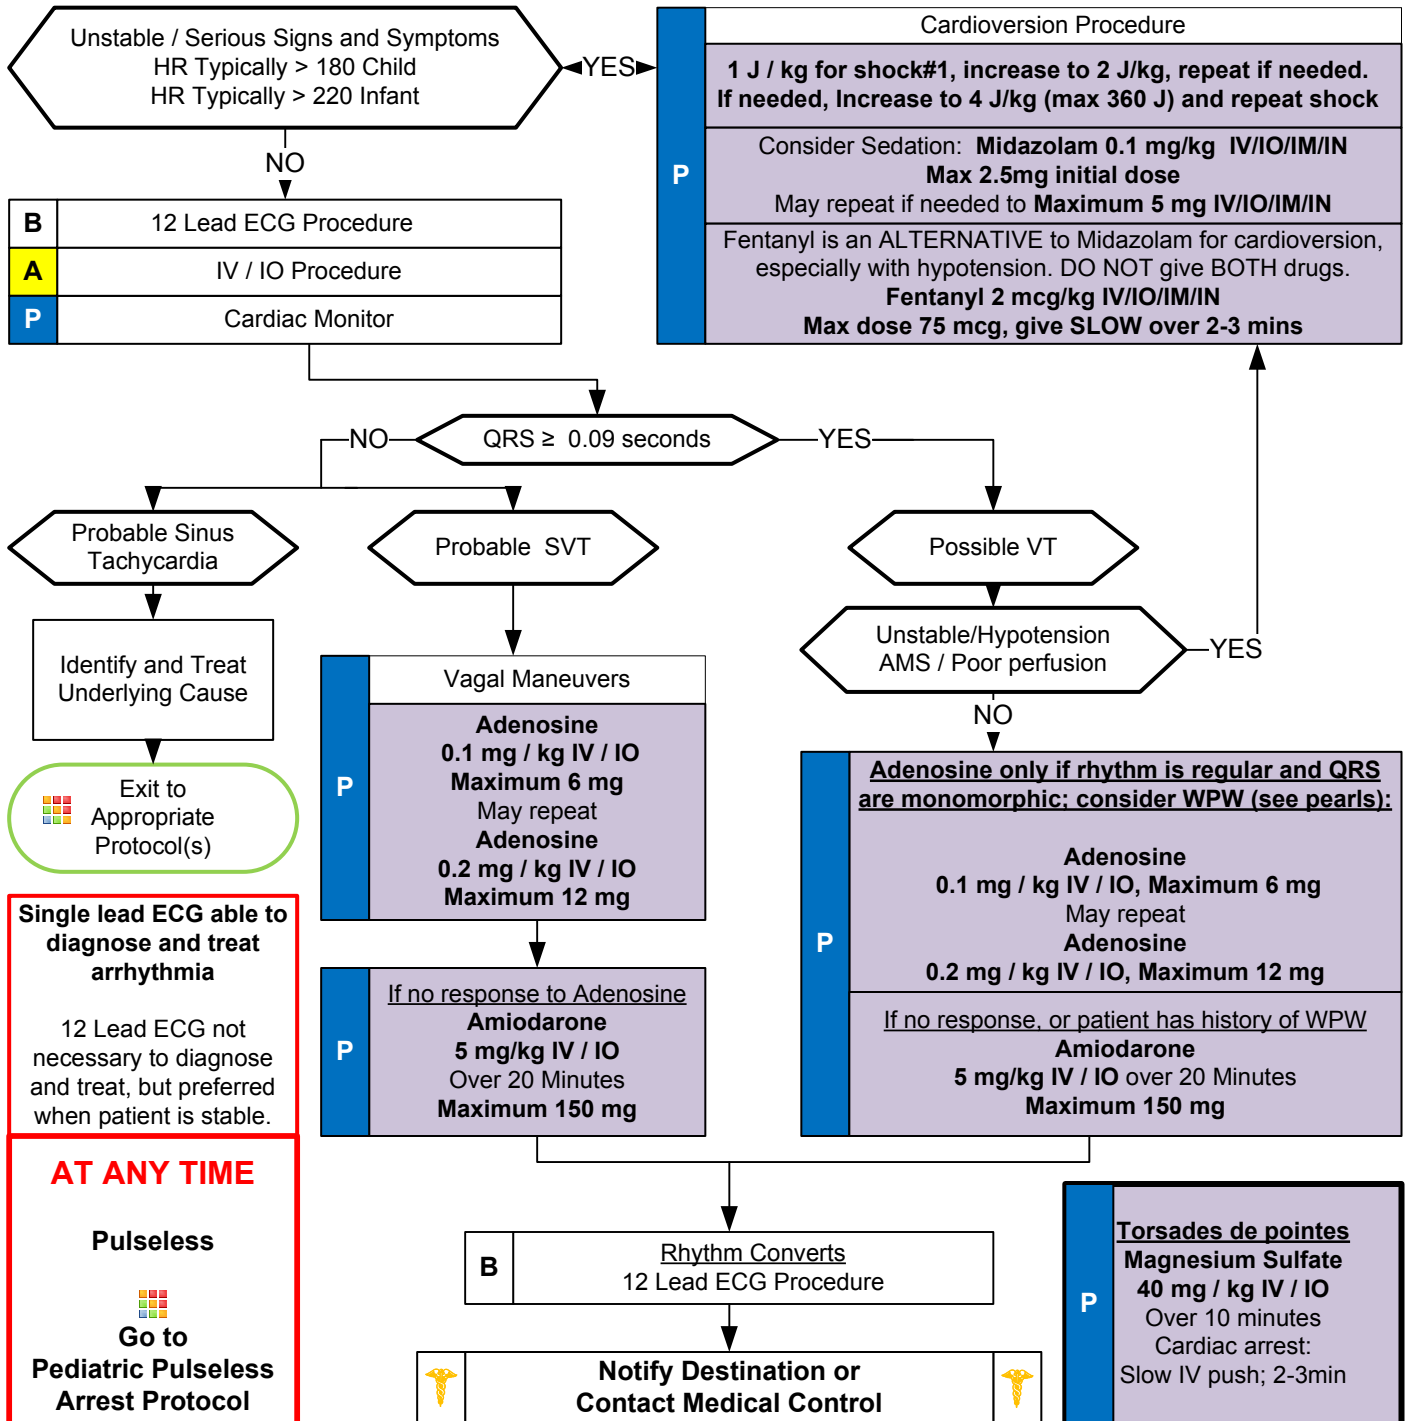 Unstable / Serious Signs and Symptoms
HR Typically > 180 Child
HR Typically > 220 Infant
YES
NO
P
Cardioversion Procedure
1 J / kg for shock#1, increase to 2 J/kg, repeat if needed.
If needed, Increase to 4 J/kg (max 360 J) and repeat shock
Consider Sedation: Midazolam 0.1 mg/kg IV/IO/IM/IN
Max 2.5mg initial dose
May repeat if needed to Maximum 5 mg IV/IO/IM/IN
Fentanyl is an ALTERNATIVE to Midazolam for cardioversion,
especially with hypotension. DO NOT give BOTH drugs.
Fentanyl 2 mcg/kg IV/IO/IM/IN
Max dose 75 mcg, give SLOW over 2-3 mins
B 12 Lead ECG Procedure
A IV / IO Procedure
P Cardiac Monitor
NO
QRS ≥ 0.09 seconds
YES
Probable Sinus
Tachycardia
Probable SVT
Possible VT
Identify and Treat
Underlying Cause
Exit to
Appropriate
Protocol(s)
P
Vagal Maneuvers
Adenosine
0.1 mg / kg IV / IO
Maximum 6 mg
May repeat
Adenosine
0.2 mg / kg IV / IO
Maximum 12 mg
P
If no response to Adenosine
Amiodarone
5 mg/kg IV / IO
Over 20 Minutes
Maximum 150 mg
Unstable/Hypotension
AMS / Poor perfusion
YES
NO
P
Adenosine only if rhythm is regular and QRS
are monomorphic; consider WPW (see pearls):
Adenosine
0.1 mg / kg IV / IO, Maximum 6 mg
May repeat
Adenosine
0.2 mg / kg IV / IO, Maximum 12 mg
If no response, or patient has history of WPW
Amiodarone
5 mg/kg IV / IO over 20 Minutes
Maximum 150 mg
Single lead ECG able to
diagnose and treat
arrhythmia
12 Lead ECG not
necessary to diagnose
and treat, but preferred
when patient is stable.
AT ANY TIME
Pulseless
Go to
Pediatric Pulseless
Arrest Protocol
B
Rhythm Converts
12 Lead ECG Procedure
Notify Destination or
Contact Medical Control
P
Torsades de pointes
Magnesium Sulfate
40 mg / kg IV / IO
Over 10 minutes
Cardiac arrest:
Slow IV push; 2-3min